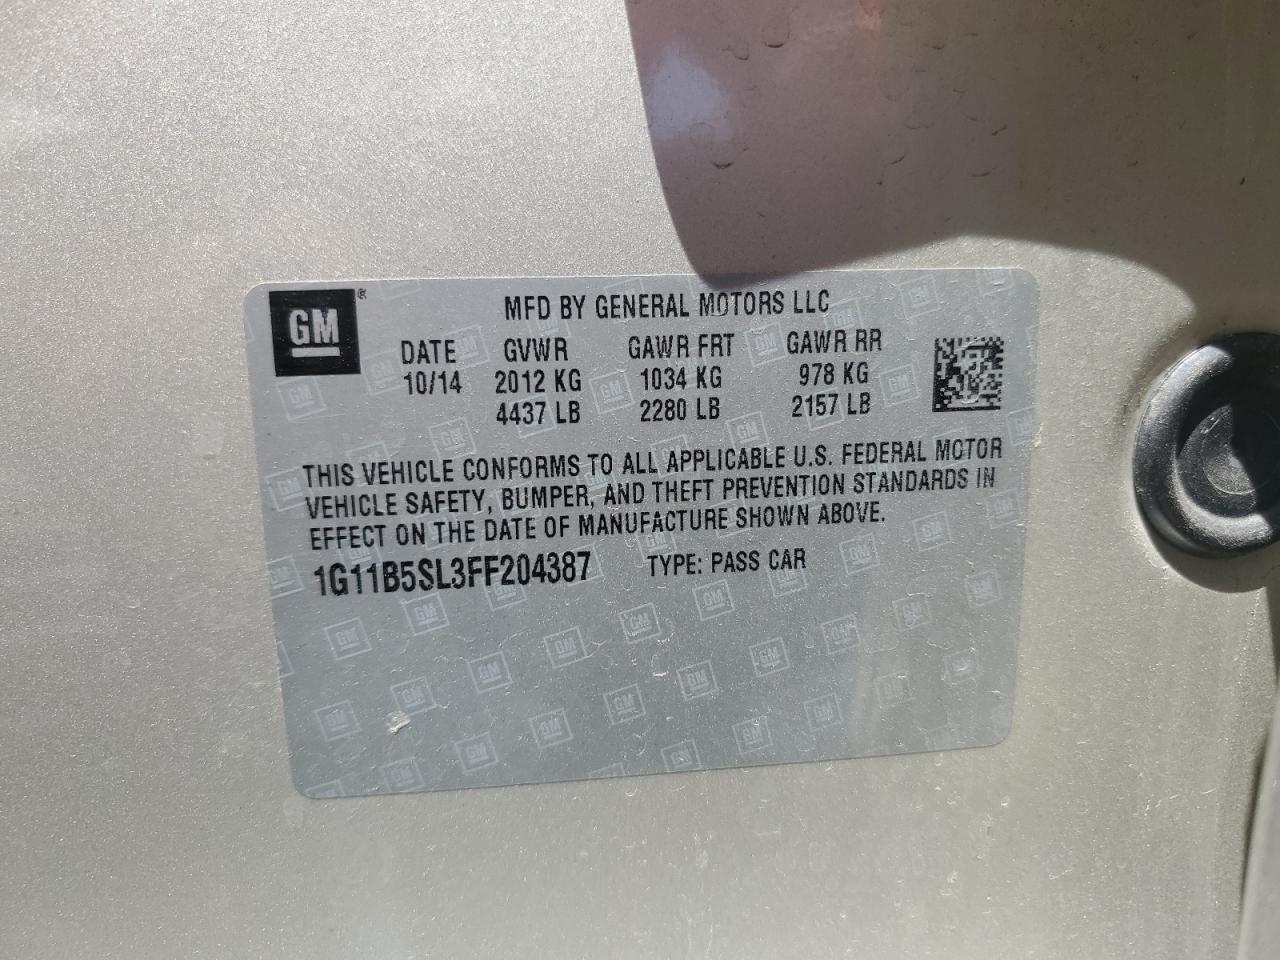 GM®
MFD BY GENERAL MOTORS LLC
DATE GVWR GAWR FRT GAWR RR
10/14 2012 KG 1034 KG 978 KG
4437 LB 2280 LB 2157 LB
THIS VEHICLE CONFORMS TO ALL APPLICABLE U.S. FEDERAL MOTOR
VEHICLE SAFETY, BUMPER, AND THEFT PREVENTION STANDARDS IN
EFFECT ON THE DATE OF MANUFACTURE SHOWN ABOVE.
1G11B5SL3FF204387 TYPE: PASS CAR